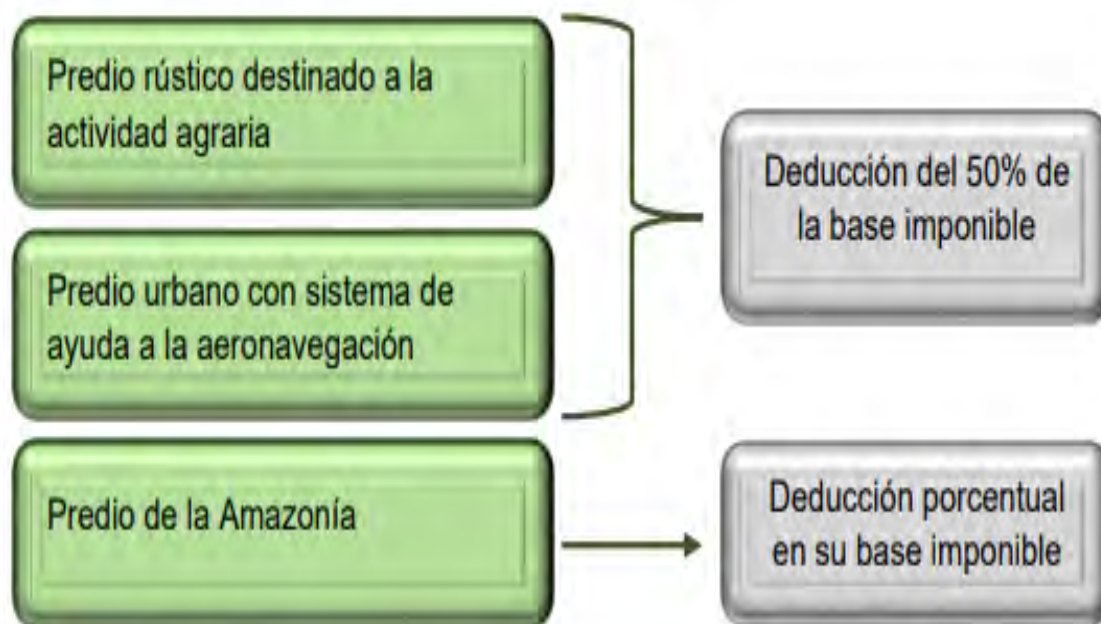 Predio rústico destinado a la
actividad agraria
Deducción del 50% de
la base imponible
Predio urbano con sistema de
ayuda a la aeronavegación
Predio de la Amazonía
Deducción porcentual
en su base imponible